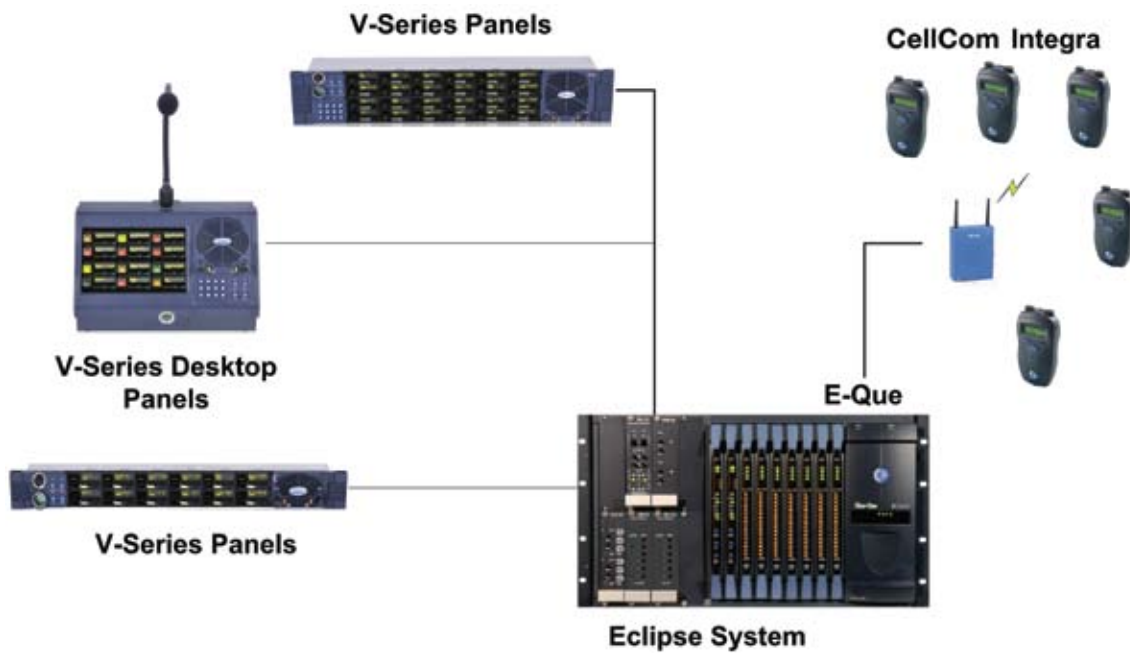 V-Series Panels
CellCom Integra
V-Series Desktop
Panels
E-Que
V-Series Panels
Eclipse System